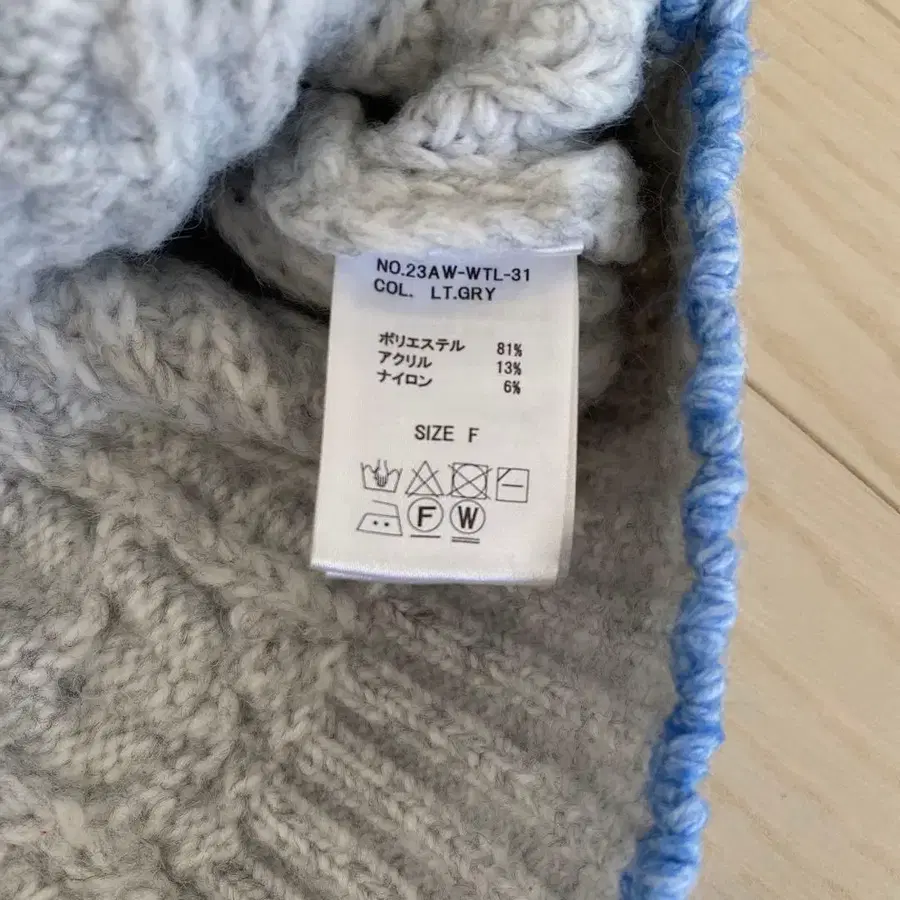 NO.23AW-WTL-31
COL. LT.GRY
ポリエステル 81%
アクリル 13%
ナイロン 6%
SIZE F
F W